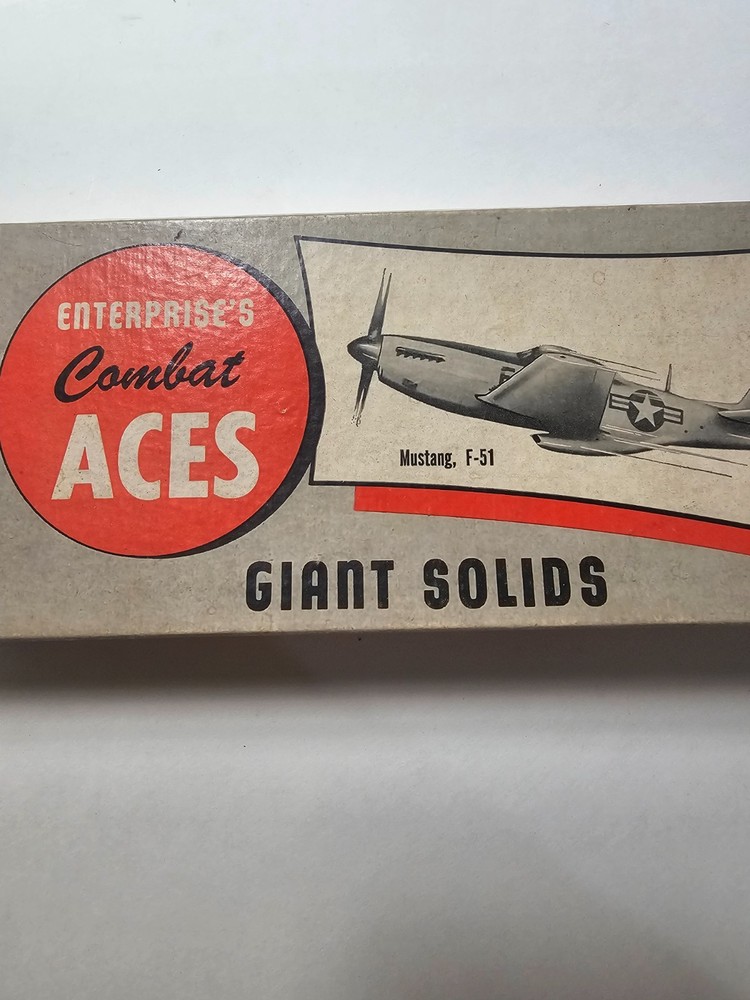 ENTERPRISE'S
Combat
ACES
Mustang, F-51
GIANT SOLIDS